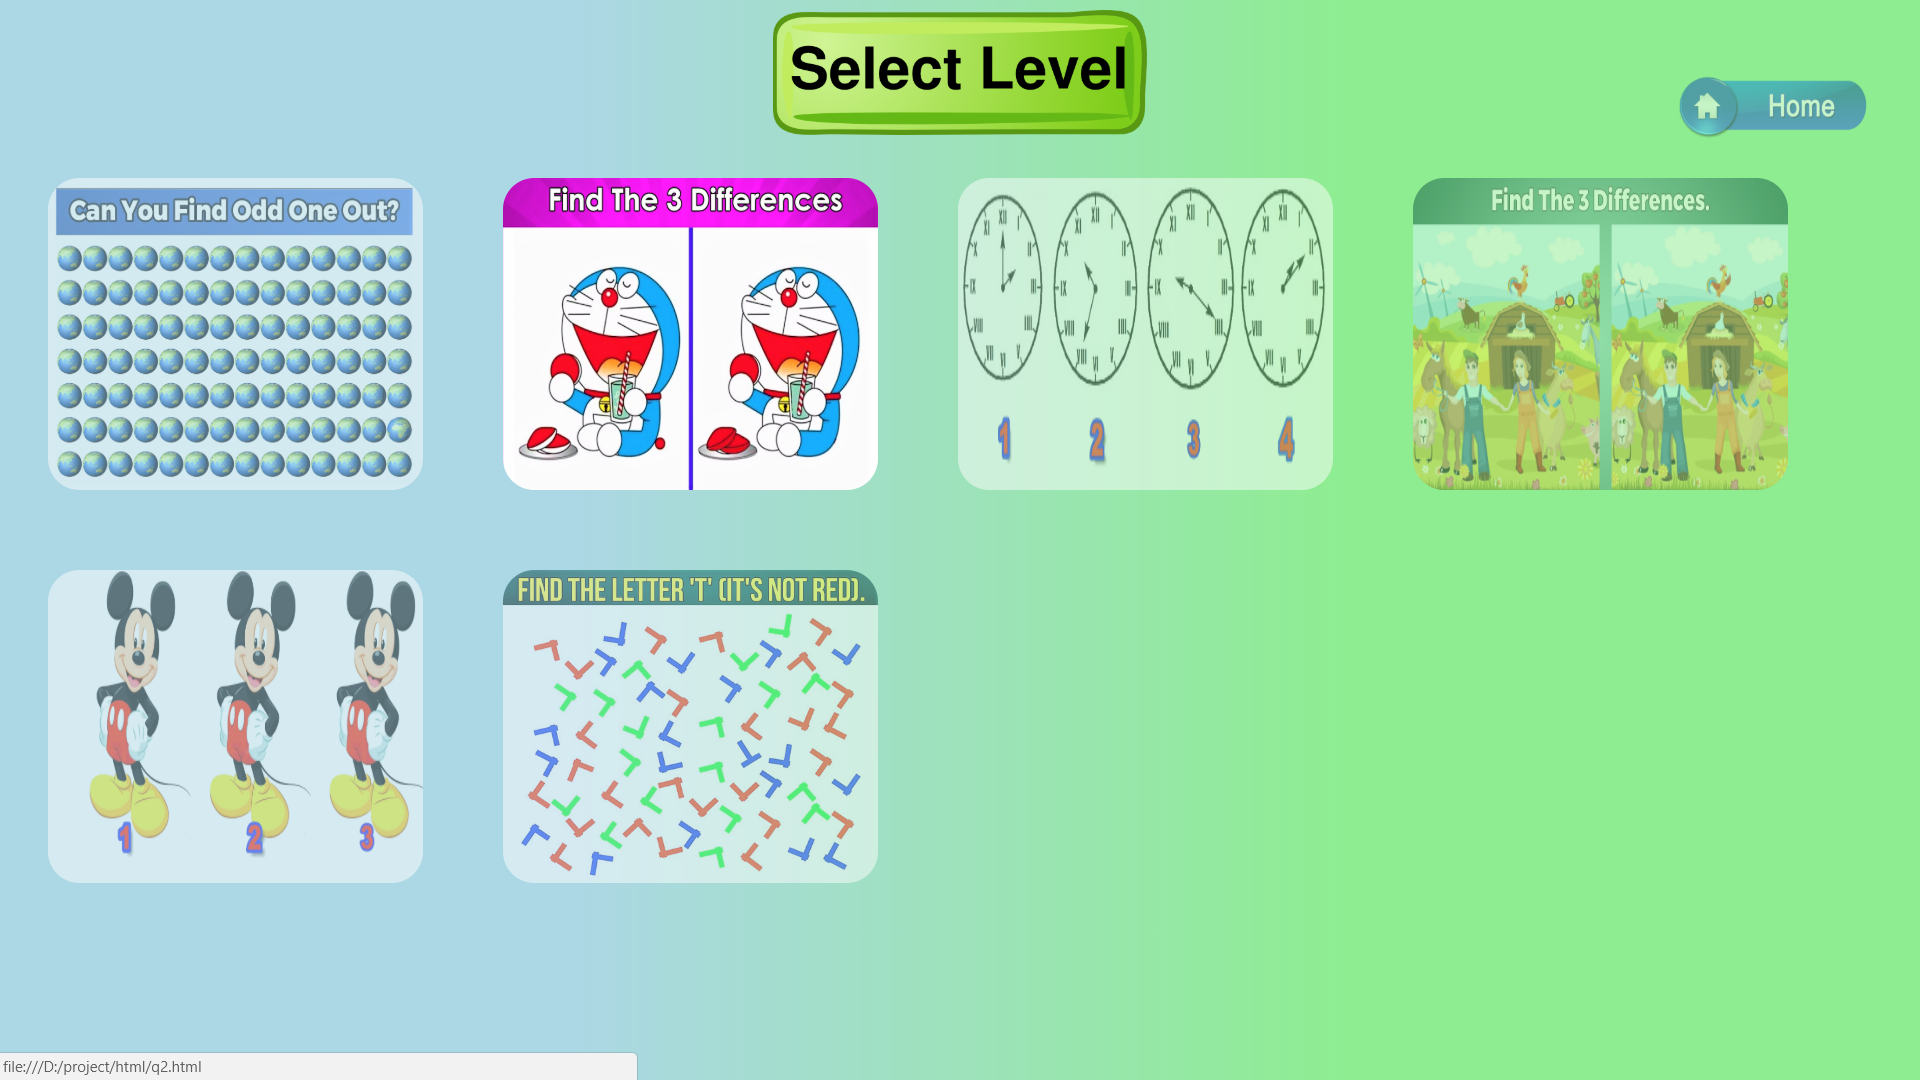 Select Level
Home
Can You Find Odd One Out?
Find The 3 Differences
1 2 3 4
Find The 3 Differences.
1 2 3
FIND THE LETTER 'T' (IT'S NOT RED).
file:///D:/project/html/q2.html